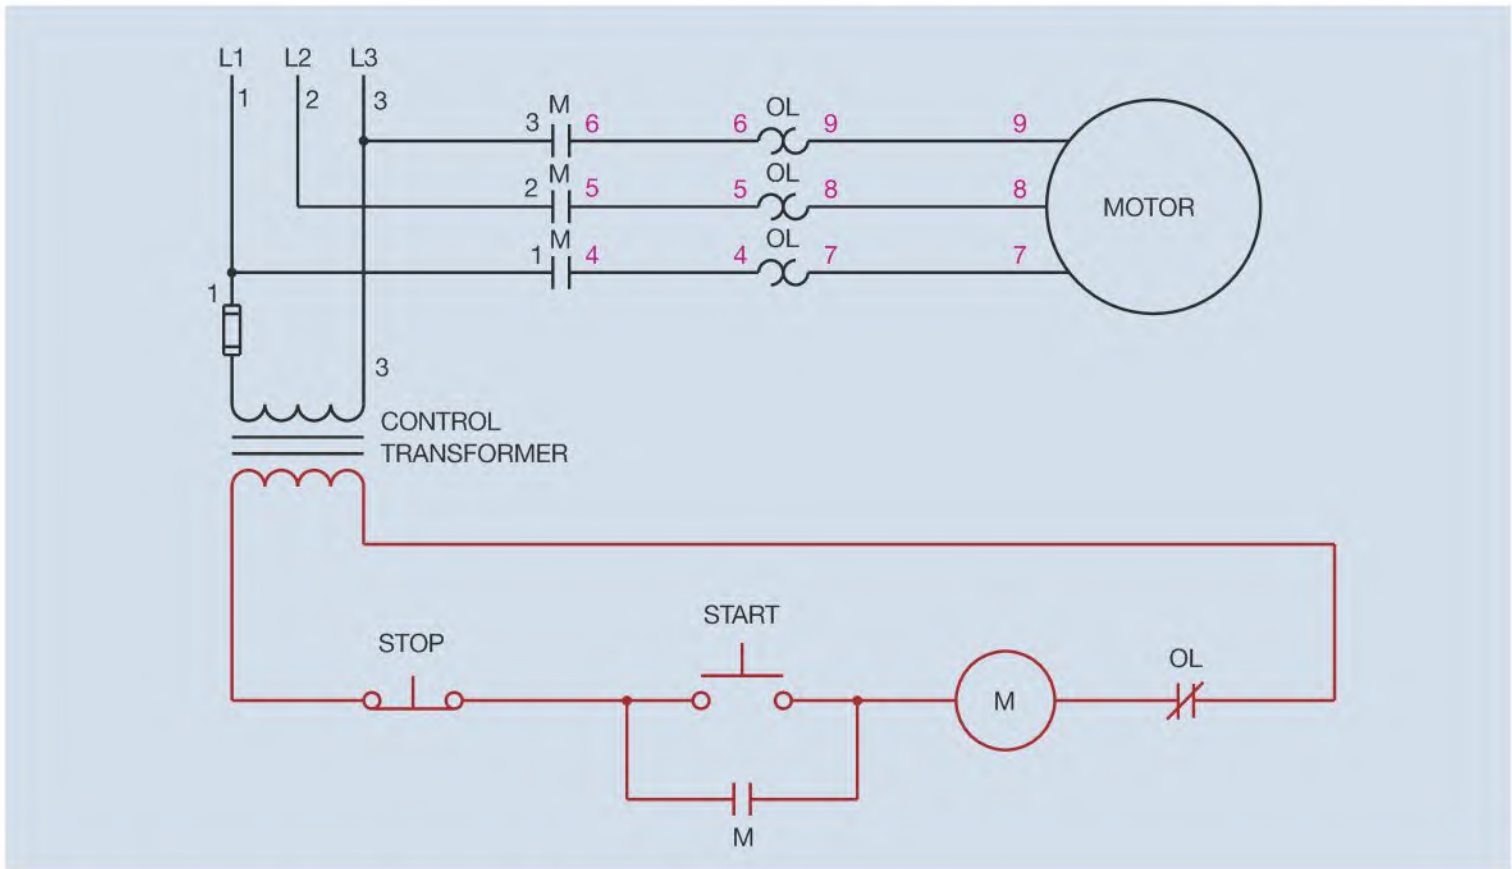 L1 L2 L3
1 2 3
M OL
3 6 6 9 9
M OL
2 5 5 8 8 MOTOR
M OL
1 4 4 7 7
1
3
CONTROL
TRANSFORMER
START
STOP
OL
M
M